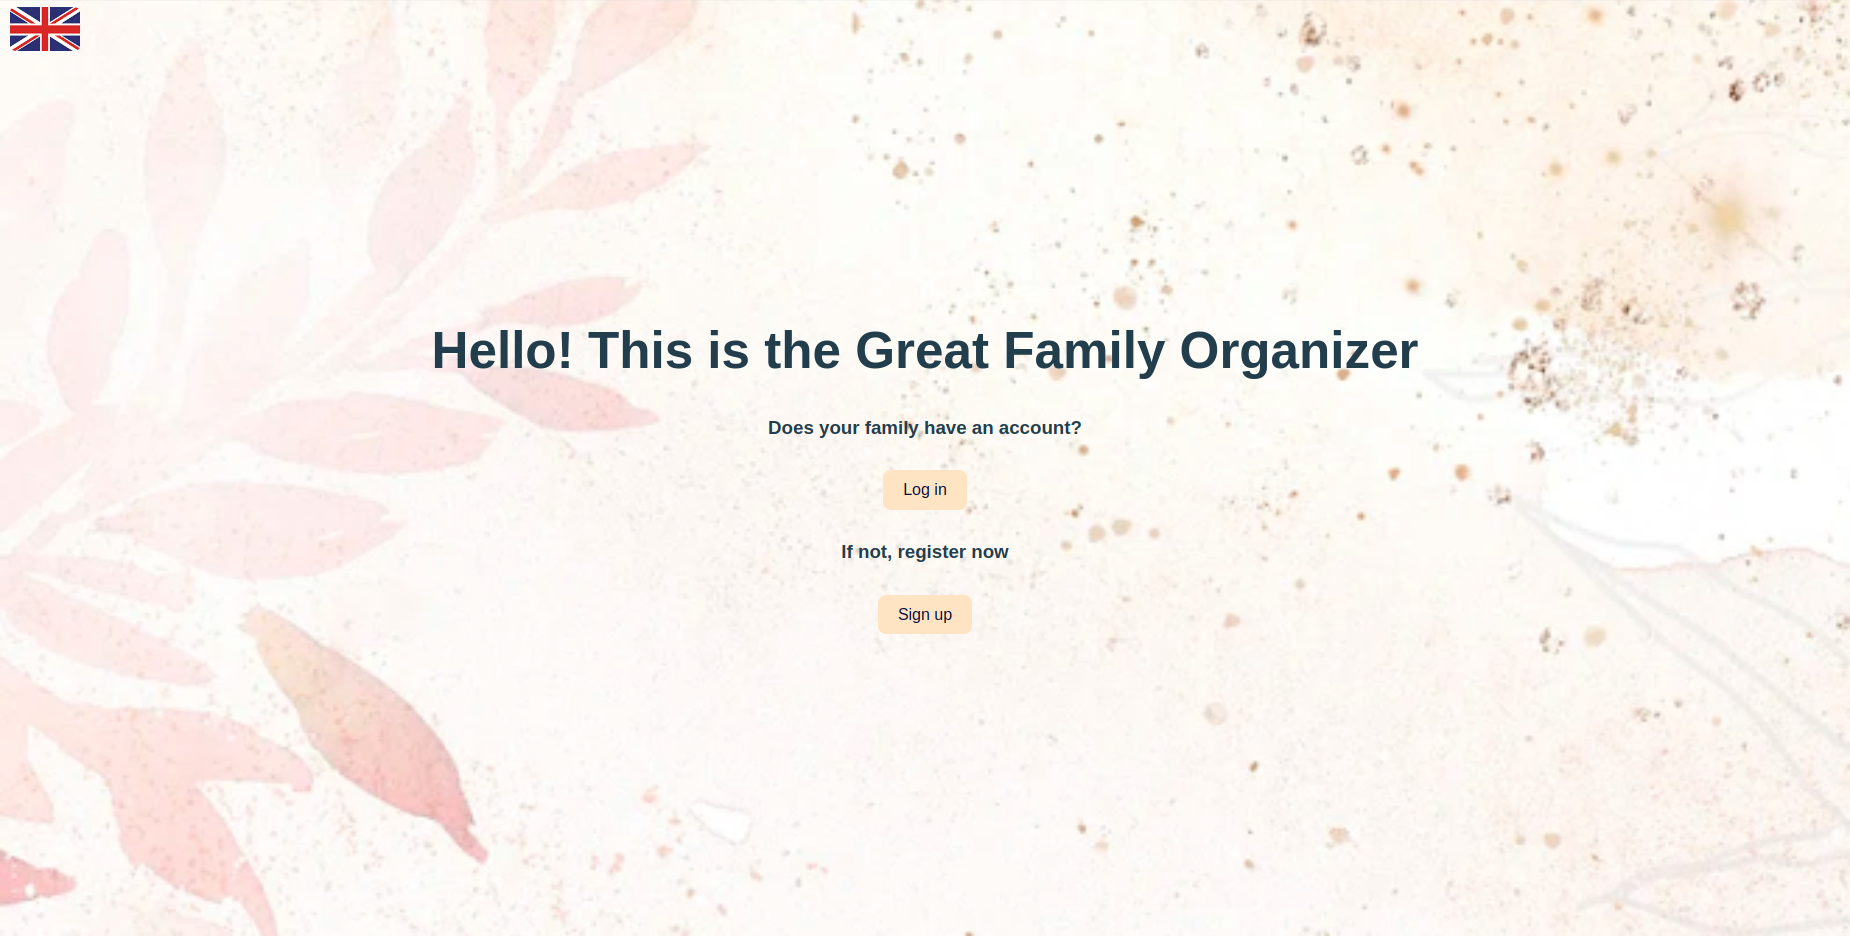 Hello! This is the Great Family Organizer
Does your family have an account?
Log in
If not, register now
Sign up